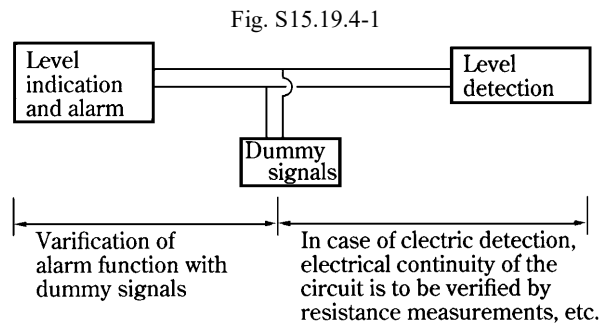 Fig. S15.19.4-1
Level
indication
and alarm
Level
detection
Dummy
signals
Varification of
alarm function with
dummy signals
In case of clectric detection,
electrical continuity of the
circuit is to be verified by
resistance measurements, etc.